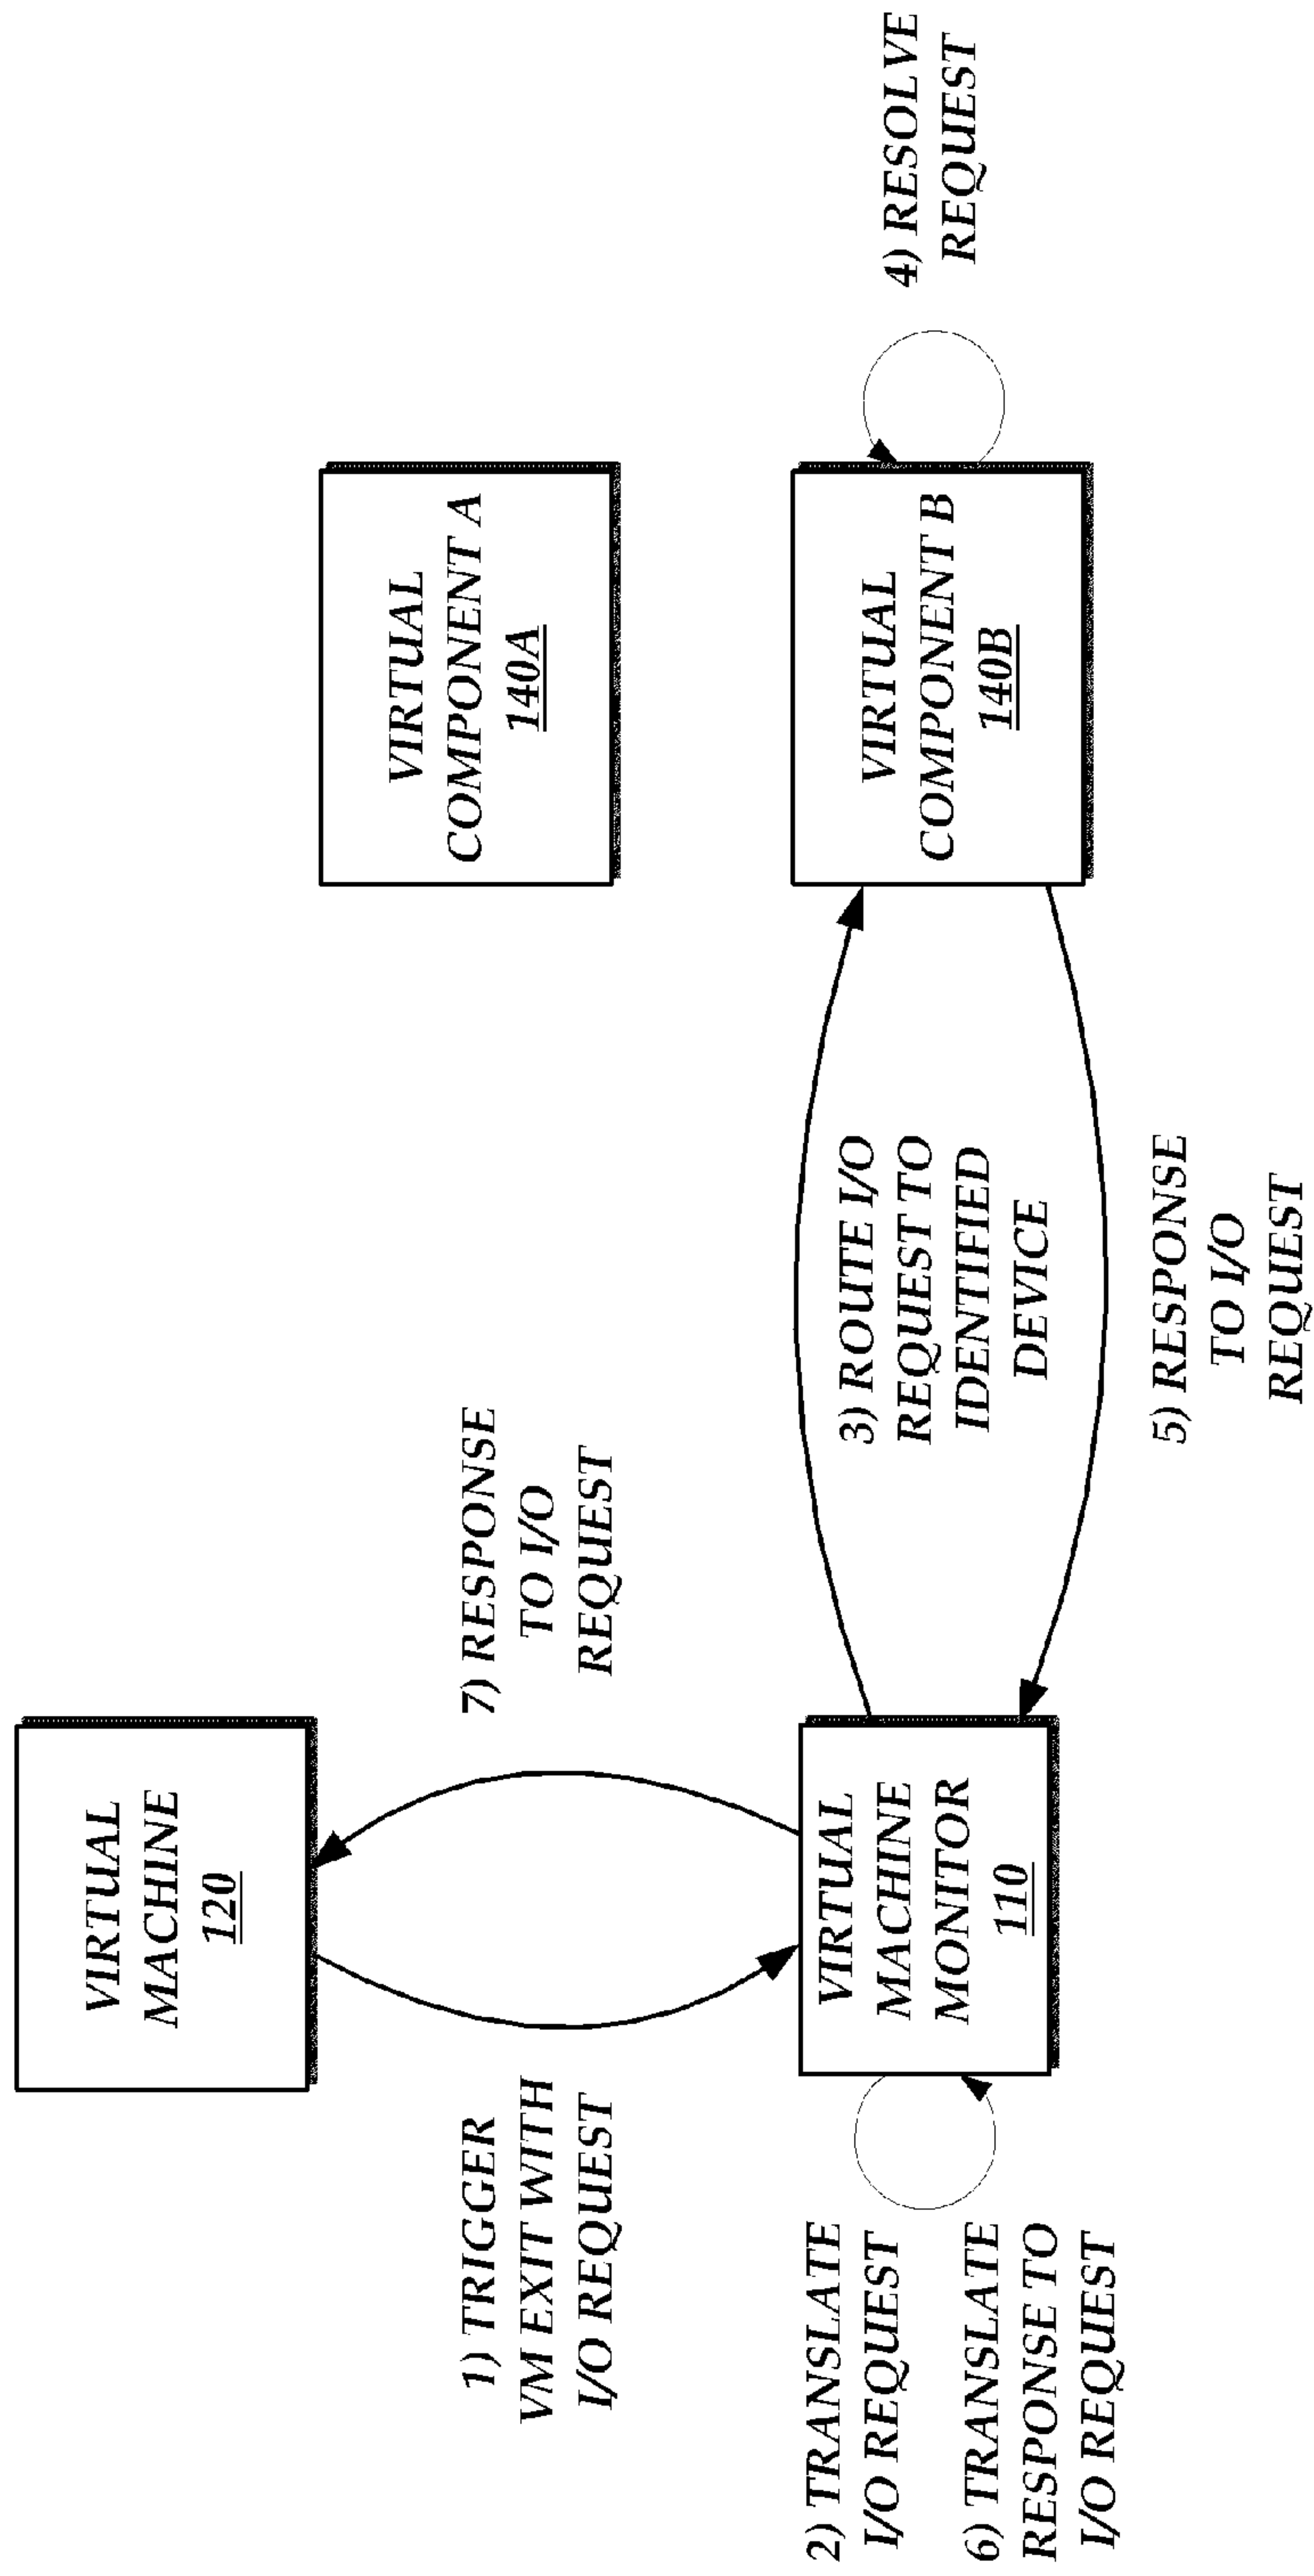 VIRTUAL
MACHINE
120
1) TRIGGER
VM EXIT WITH
I/O REQUEST
7) RESPONSE
TO I/O
REQUEST
VIRTUAL
COMPONENT A
140A
2) TRANSLATE
I/O REQUEST
6) TRANSLATE
RESPONSE TO
I/O REQUEST
VIRTUAL
MACHINE
MONITOR
110
3) ROUTE I/O
REQUEST TO
IDENTIFIED
DEVICE
5) RESPONSE
TO I/O
REQUEST
VIRTUAL
COMPONENT B
140B
4) RESOLVE
REQUEST